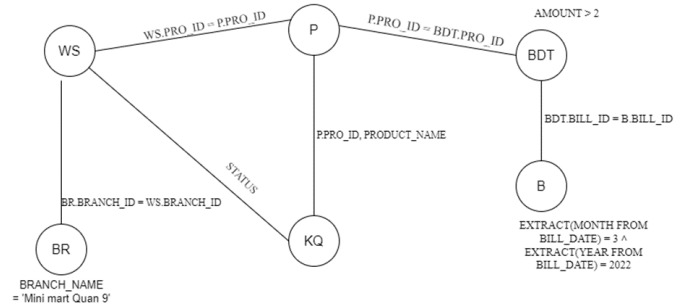 AMOUNT > 2
WS.PRO_ID = P.PRO_ID
P
P.PRO_ID = BDT.PRO_ID
WS
BDT
BDT.BILL_ID = B.BILL_ID
P.PRO_ID, PRODUCT_NAME
STATUS
B
BR.BRANCH_ID = WS.BRANCH_ID
EXTRACT(MONTH FROM
BILL_DATE) = 3 ^
EXTRACT(YEAR FROM
BILL_DATE) = 2022
BR
KQ
BRANCH_NAME
= 'Mini mart Quan 9'